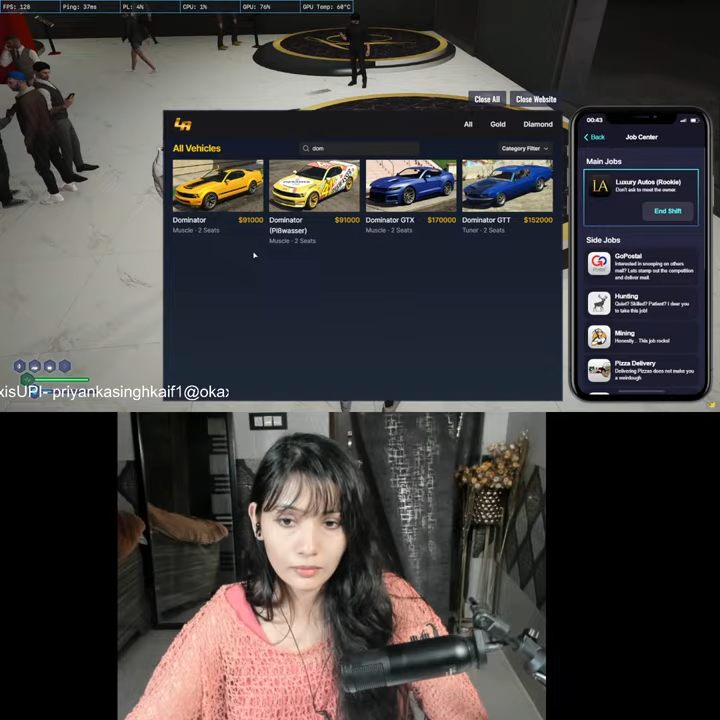 FPS: 128 Ping: 37ms PL: 4% CPU: 1% GPU: 76% GPU Temp: 60°C
Close All Close Website
LA
All Gold Diamond
All Vehicles dom Category Filter
Dominator $91000
Muscle · 2 Seats
Dominator (Pißwasser) $91000
Muscle · 2 Seats
Dominator GTX $170000
Muscle · 2 Seats
Dominator GTT $152000
Tuner · 2 Seats
00:43
Back Job Center
Main Jobs
LA
Luxury Autos (Rookie)
Don't ask to meet the owner.
End Shift
Side Jobs
GoPostal
Interested in snooping on others
mail? Lets stamp out the competition
and deliver mail.
Hunting
Quiet? Skilled? Patient? I deer you
to take this job!
Mining
Honestly... This job rocks!
Pizza Delivery
Delivering Pizzas does not make you
a weirdough
xisUPI- priyankasinghkaif1@okax